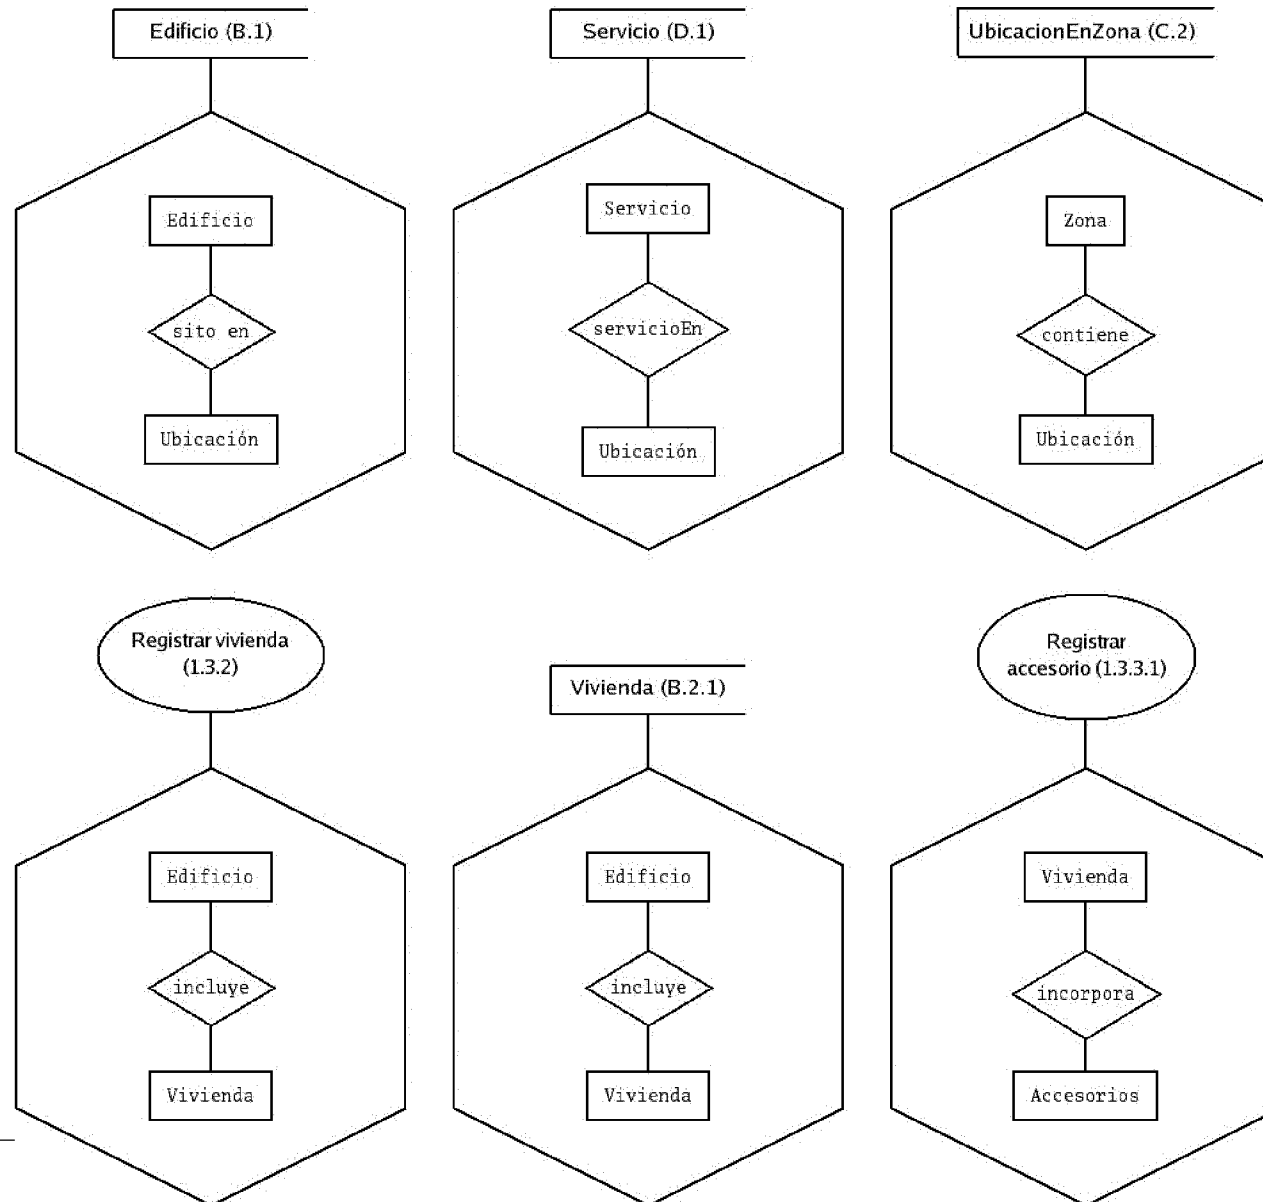 Edificio (B.1)
Servicio (D.1)
UbicacionEnZona (C.2)
Edificio
sito en
Ubicación
Servicio
servicioEn
Ubicación
Zona
contiene
Ubicación
Registrar vivienda
(1.3.2)
Vivienda (B.2.1)
Registrar
accesorio (1.3.3.1)
Edificio
incluye
Vivienda
Edificio
incluye
Vivienda
Vivienda
incorpora
Accesorios